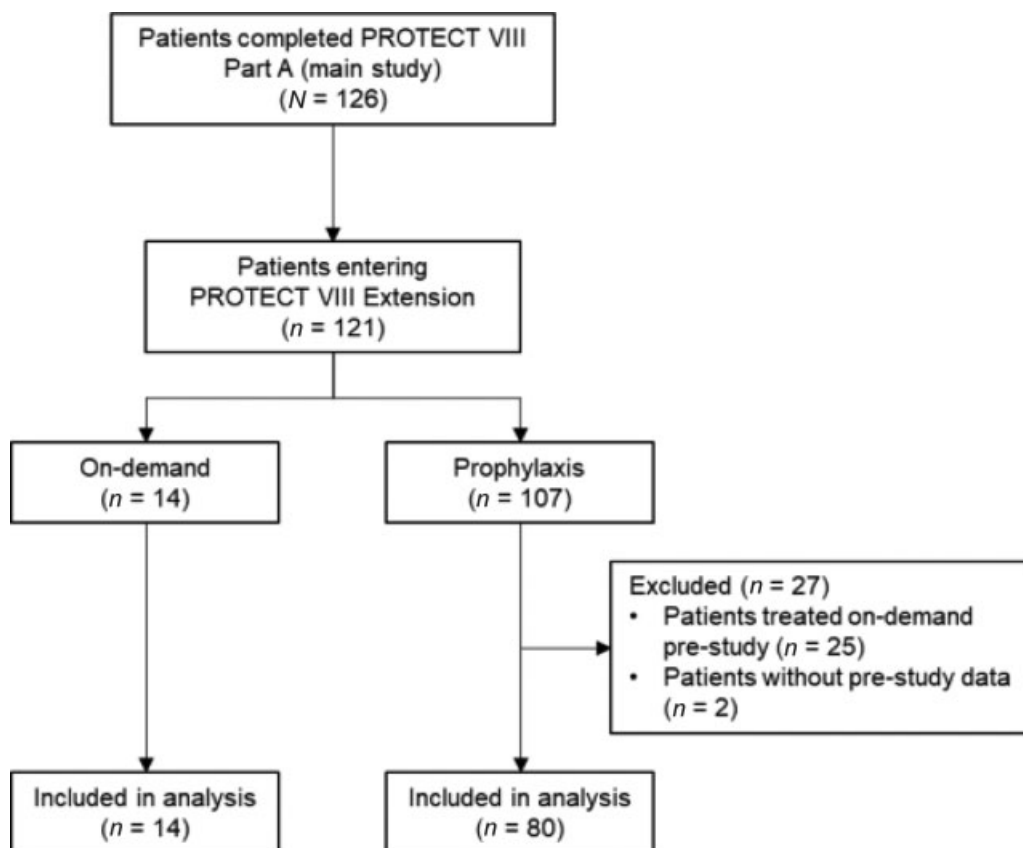 Patients completed PROTECT VIII
Part A (main study)
(N = 126)
Patients entering
PROTECT VIII Extension
(n = 121)
On-demand
(n = 14)
Prophylaxis
(n = 107)
Excluded (n = 27)
• Patients treated on-demand
pre-study (n = 25)
• Patients without pre-study data
(n = 2)
Included in analysis
(n = 14)
Included in analysis
(n = 80)